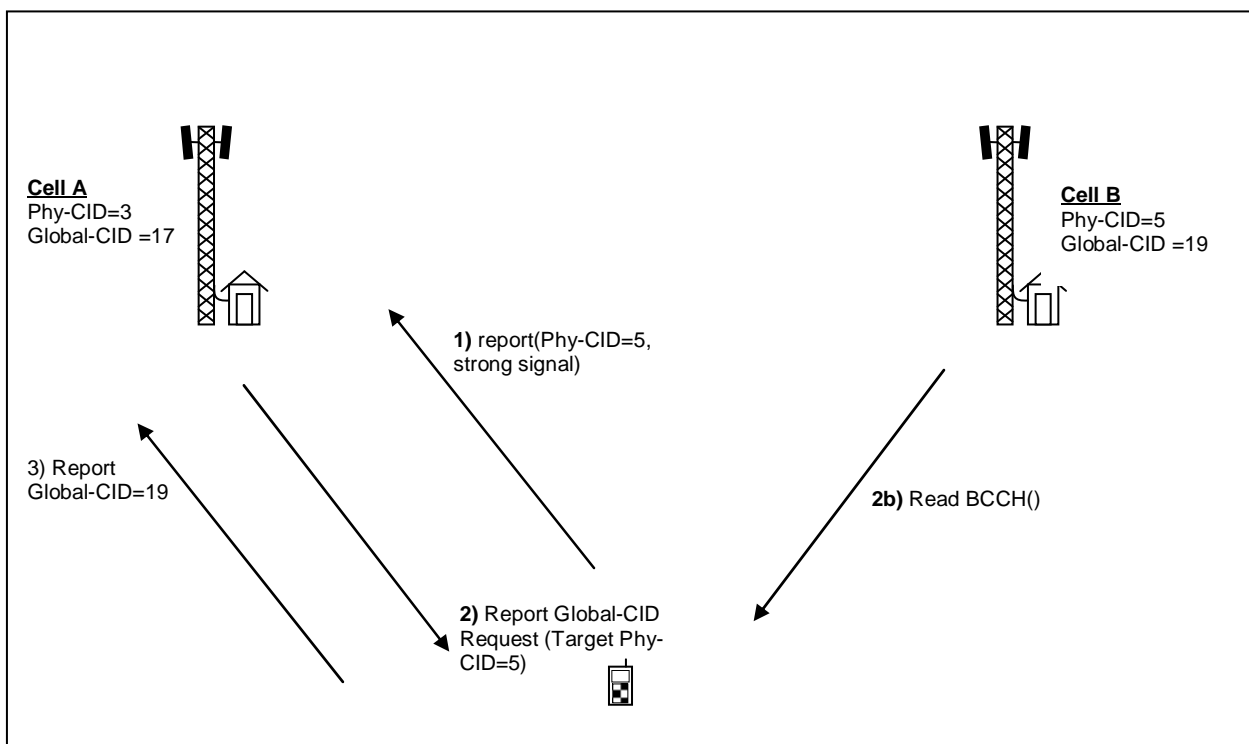 Cell A
Phy-CID=3
Global-CID =17
Cell B
Phy-CID=5
Global-CID =19
1) report(Phy-CID=5,
strong signal)
3) Report
Global-CID=19
2b) Read BCCH()
2) Report Global-CID
Request (Target Phy-
CID=5)